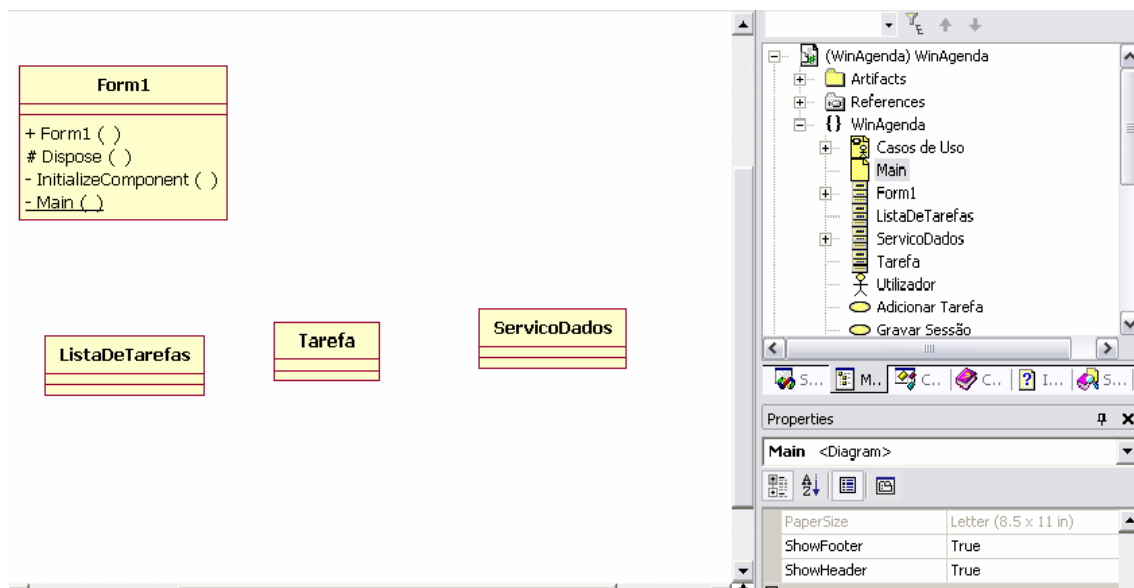 Form1
+ Form1 ( )
# Dispose ( )
- InitializeComponent ( )
- Main ( )
ListaDeTarefas
Tarefa
ServicoDados
(WinAgenda) WinAgenda
Artifacts
References
{} WinAgenda
Casos de Uso
Main
Form1
ListaDeTarefas
ServicoDados
Tarefa
Utilizador
Adicionar Tarefa
Gravar Sessão
S... M.. C.. C.. I... S...
Properties
Main <Diagram>
PaperSize Letter (8.5 x 11 in)
ShowFooter True
ShowHeader True